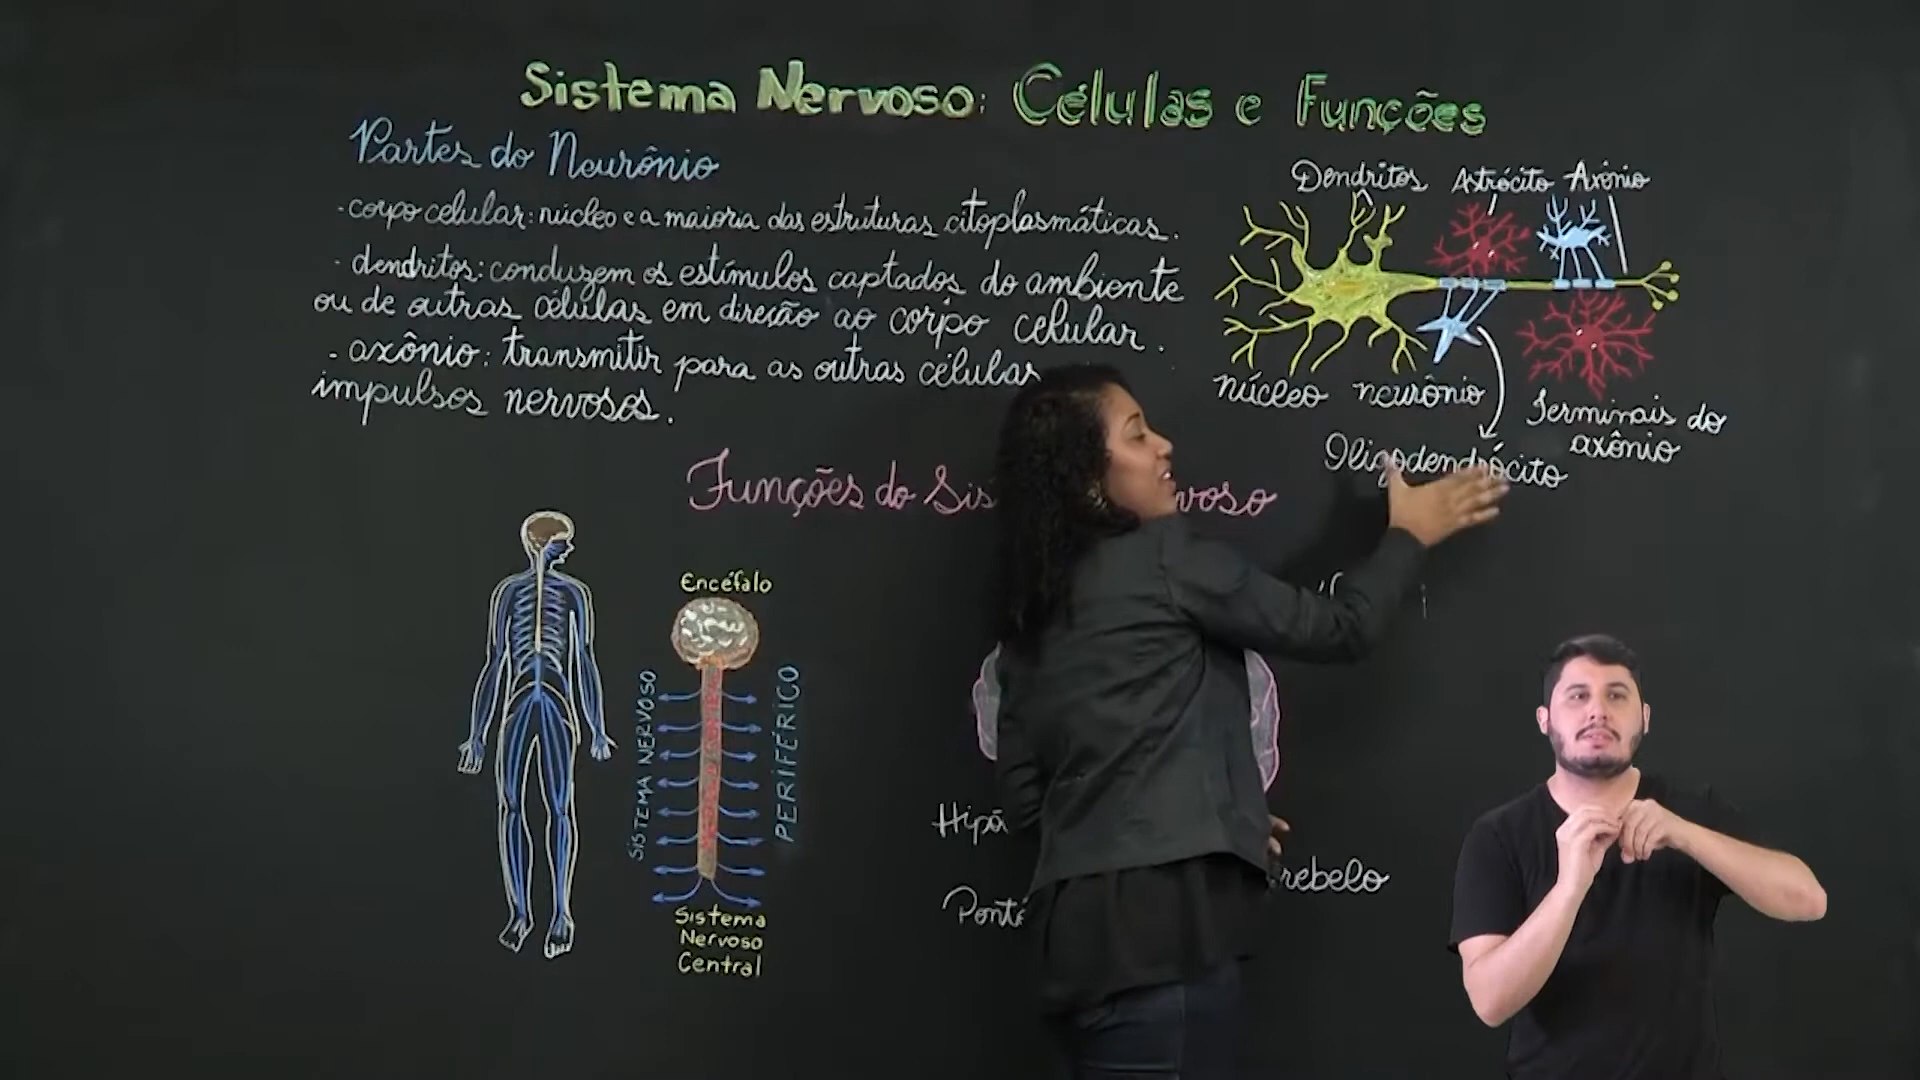 Sistema Nervoso: Células e Funções
Partes do Neurônio
- corpo celular: núcleo e a maioria das estruturas citoplasmáticas.
- dendritos: conduzem os estímulos captados do ambiente
ou de outras células em direção ao corpo celular.
- axônio: transmitir para as outras células
impulsos nervosos.
Dendritos Astrócito Axônio
núcleo neurônio
Terminais do
axônio
Oligodendrócito
Funções do Sis voso
Encéfalo
SISTEMA NERVOSO
PERIFÉRICO
Sistema
Nervoso
Central
Hipó
Ponte
rebelo